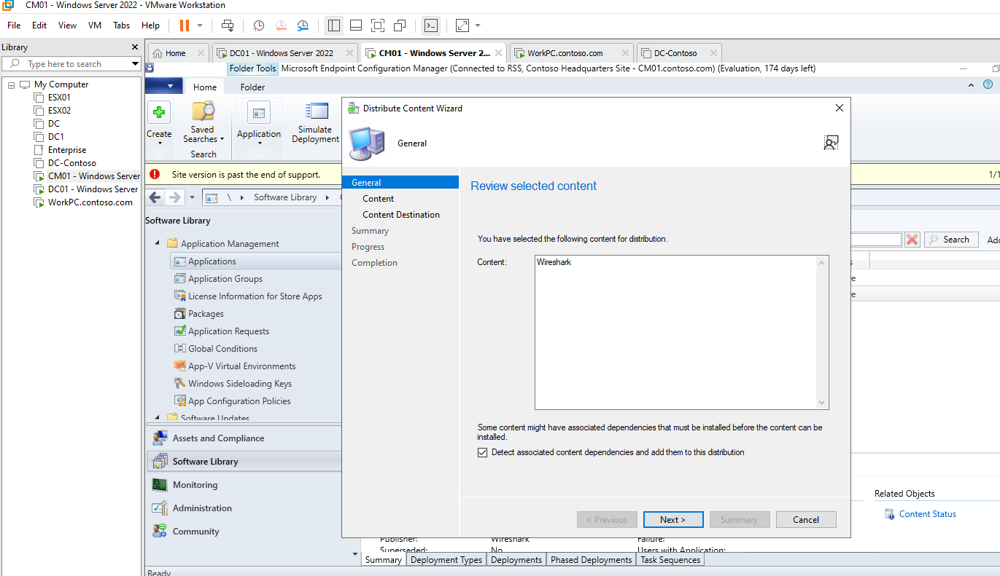 CM01 - Windows Server 2022 - VMware Workstation
File Edit View VM Tabs Help
Library
Type here to search
My Computer
ESX01
ESX02
DC
DC1
Enterprise
DC-Contoso
CM01 - Windows Server
DC01 - Windows Server
WorkPC.contoso.com
Home
DC01 - Windows Server 2022
CM01 - Windows Server 2...
WorkPC.contoso.com
DC-Contoso
Folder Tools
Microsoft Endpoint Configuration Manager (Connected to RSS, Contoso Headquarters Site - CM01.contoso.com) (Evaluation, 174 days left)
Home
Folder
Create
Saved
Searches
Search
Application
Simulate
Deployment
Site version is past the end of support.
1/1
\ Software Library
Software Library
Application Management
Applications
Application Groups
License Information for Store Apps
Packages
Application Requests
Global Conditions
App-V Virtual Environments
Windows Sideloading Keys
App Configuration Policies
Software Updates
Assets and Compliance
Software Library
Monitoring
Administration
Community
Ready
Distribute Content Wizard
General
General
Content
Content Destination
Summary
Progress
Completion
Review selected content
You have selected the following content for distribution.
Content:
Wireshark
Some content might have associated dependencies that must be installed before the content can be
installed.
Detect associated content dependencies and add them to this distribution
< Previous
Next >
Summary
Cancel
Search
Related Objects
Content Status
Publisher: Wireshark Failure:
Superseded: No Users with Application:
Summary
Deployment Types
Deployments
Phased Deployments
Task Sequences